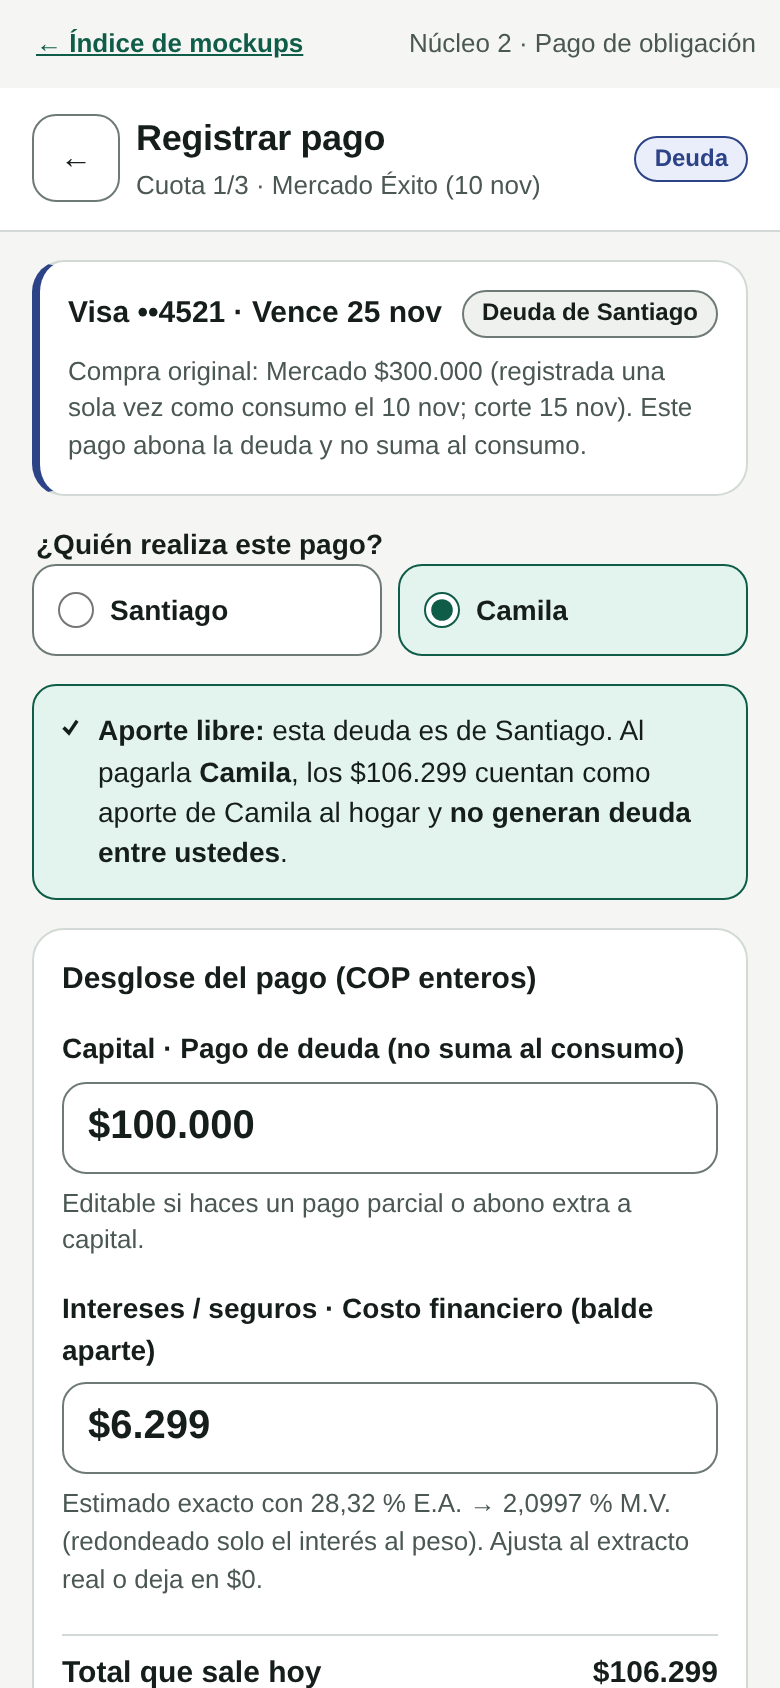 ← Índice de mockups
Núcleo 2 · Pago de obligación
←
Registrar pago
Cuota 1/3 · Mercado Éxito (10 nov)
Deuda
Visa ••4521 · Vence 25 nov
Deuda de Santiago
Compra original: Mercado $300.000 (registrada una
sola vez como consumo el 10 nov; corte 15 nov). Este
pago abona la deuda y no suma al consumo.
¿Quién realiza este pago?
Santiago
Camila
✓ Aporte libre: esta deuda es de Santiago. Al
pagarla Camila, los $106.299 cuentan como
aporte de Camila al hogar y no generan deuda
entre ustedes.
Desglose del pago (COP enteros)
Capital · Pago de deuda (no suma al consumo)
$100.000
Editable si haces un pago parcial o abono extra a
capital.
Intereses / seguros · Costo financiero (balde
aparte)
$6.299
Estimado exacto con 28,32 % E.A. → 2,0997 % M.V.
(redondeado solo el interés al peso). Ajusta al extracto
real o deja en $0.
Total que sale hoy
$106.299